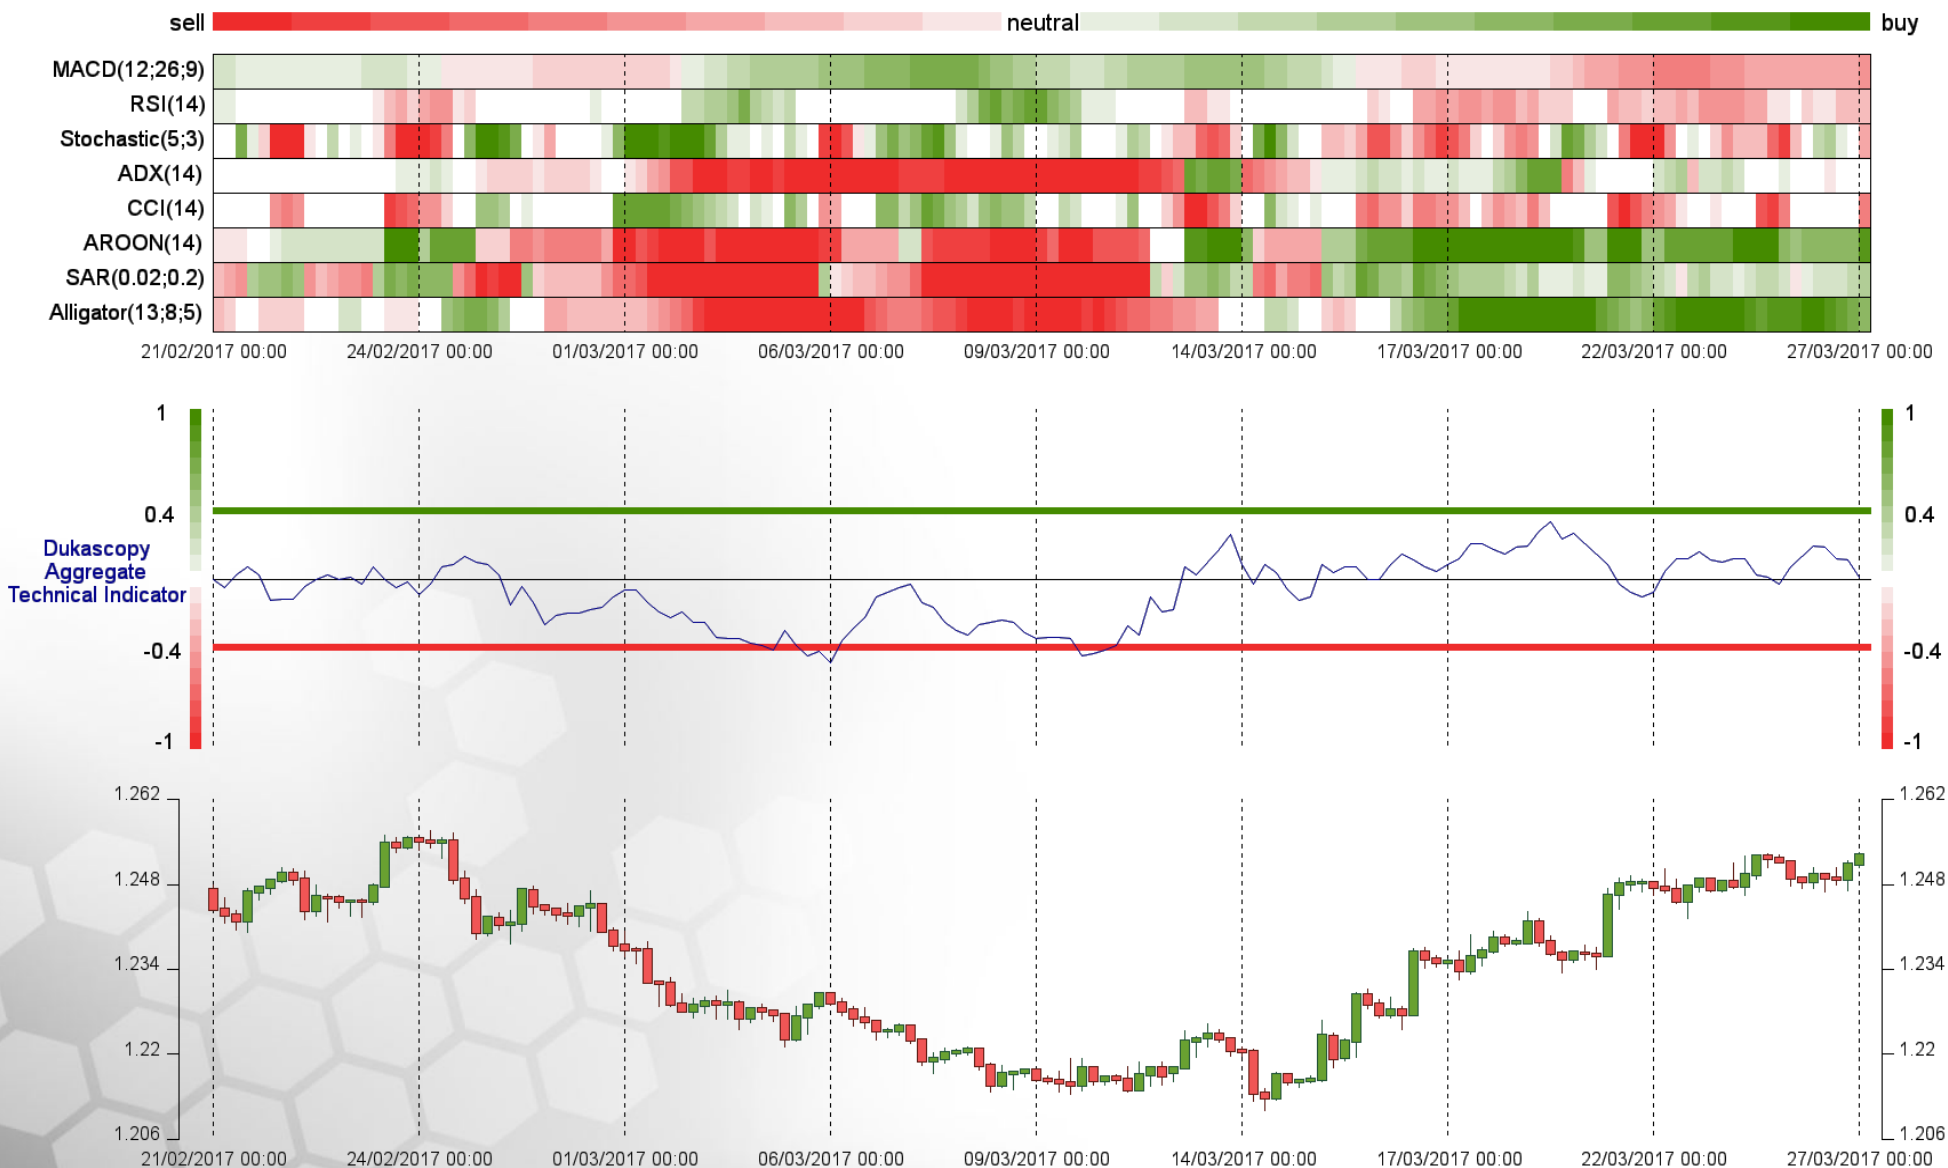 sell neutral buy
MACD(12;26;9)
RSI(14)
Stochastic(5;3)
ADX(14)
CCI(14)
AROON(14)
SAR(0.02;0.2)
Alligator(13;8;5)
21/02/2017 00:00 24/02/2017 00:00 01/03/2017 00:00 06/03/2017 00:00 09/03/2017 00:00 14/03/2017 00:00 17/03/2017 00:00 22/03/2017 00:00 27/03/2017 00:00
1 1
0.4 0.4
Dukascopy
Aggregate
Technical Indicator
-0.4 -0.4
-1 -1
1.262 1.262
1.248 1.248
1.234 1.234
1.22 1.22
1.206 1.206
21/02/2017 00:00 24/02/2017 00:00 01/03/2017 00:00 06/03/2017 00:00 09/03/2017 00:00 14/03/2017 00:00 17/03/2017 00:00 22/03/2017 00:00 27/03/2017 00:00